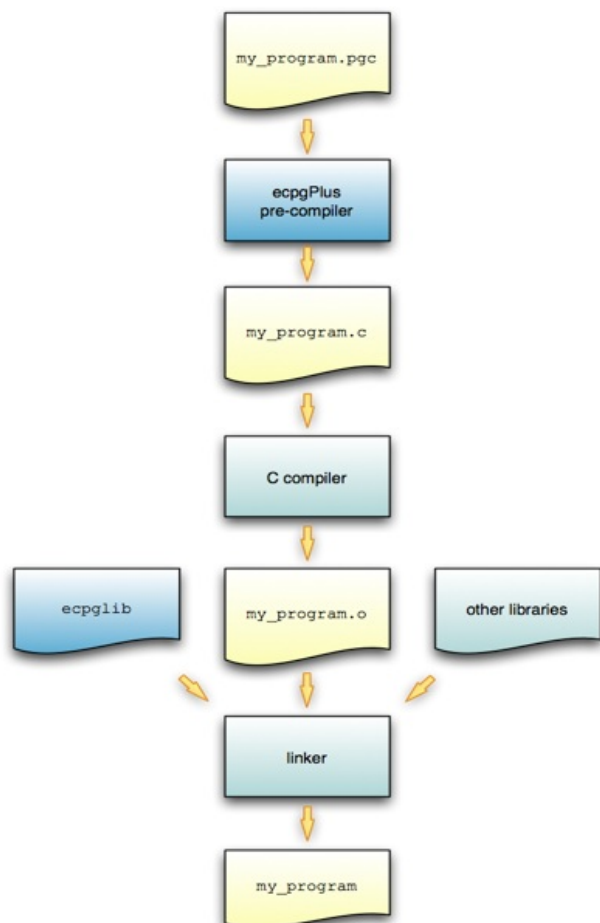 my_program.pgc
ecpgPlus
pre-compiler
my_program.c
C compiler
ecpglib
my_program.o
other libraries
linker
my_program